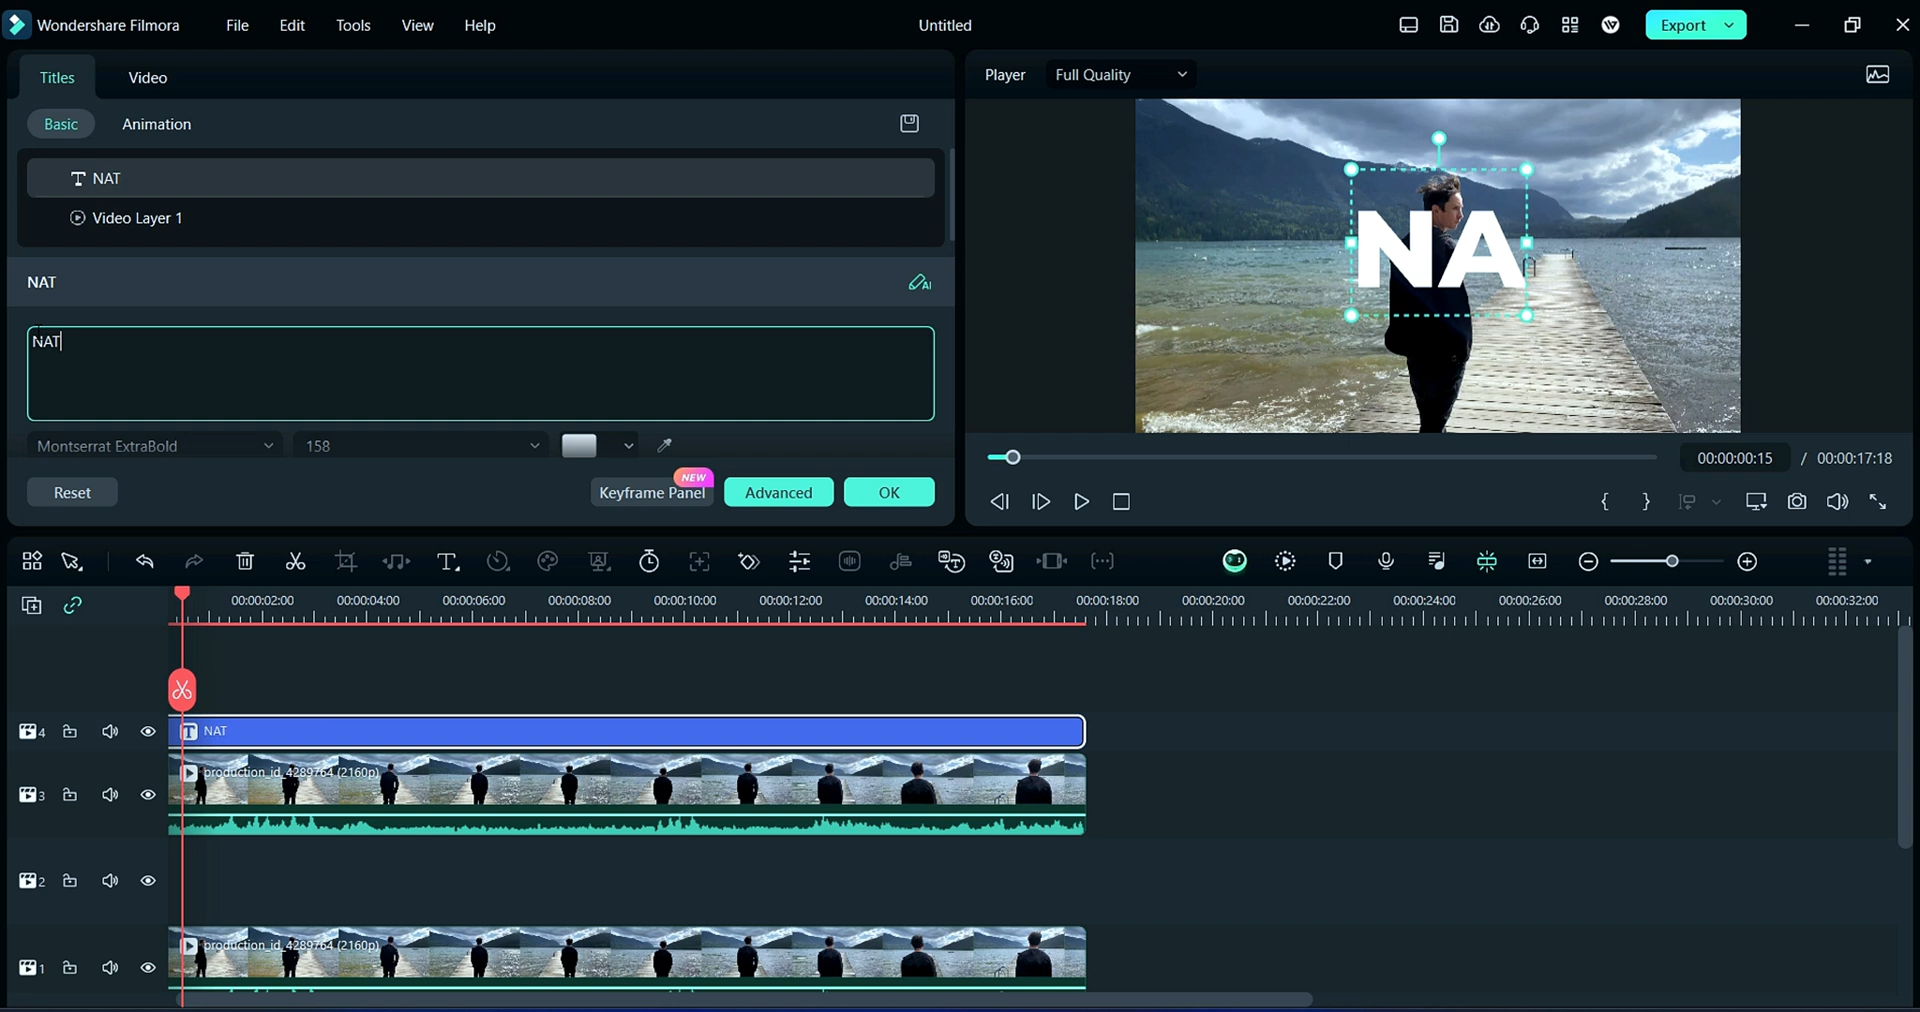 Wondershare Filmora File Edit Tools View Help Untitled Export
Titles Video
Player Full Quality
Basic Animation
NAT
Video Layer 1
NAT
AI
NAT
NA
Montserrat ExtraBold 158
00:00:00:15 / 00:00:17:18
NEW
Reset Keyframe Panel Advanced OK
00:00:02:00 00:00:04:00 00:00:06:00 00:00:08:00 00:00:10:00 00:00:12:00 00:00:14:00 00:00:16:00 00:00:18:00 00:00:20:00 00:00:22:00 00:00:24:00 00:00:26:00 00:00:28:00 00:00:30:00 00:00:32:00
4 NAT
production_id_4289764 (2160p)
3
2
production_id_4289764 (2160p)
1